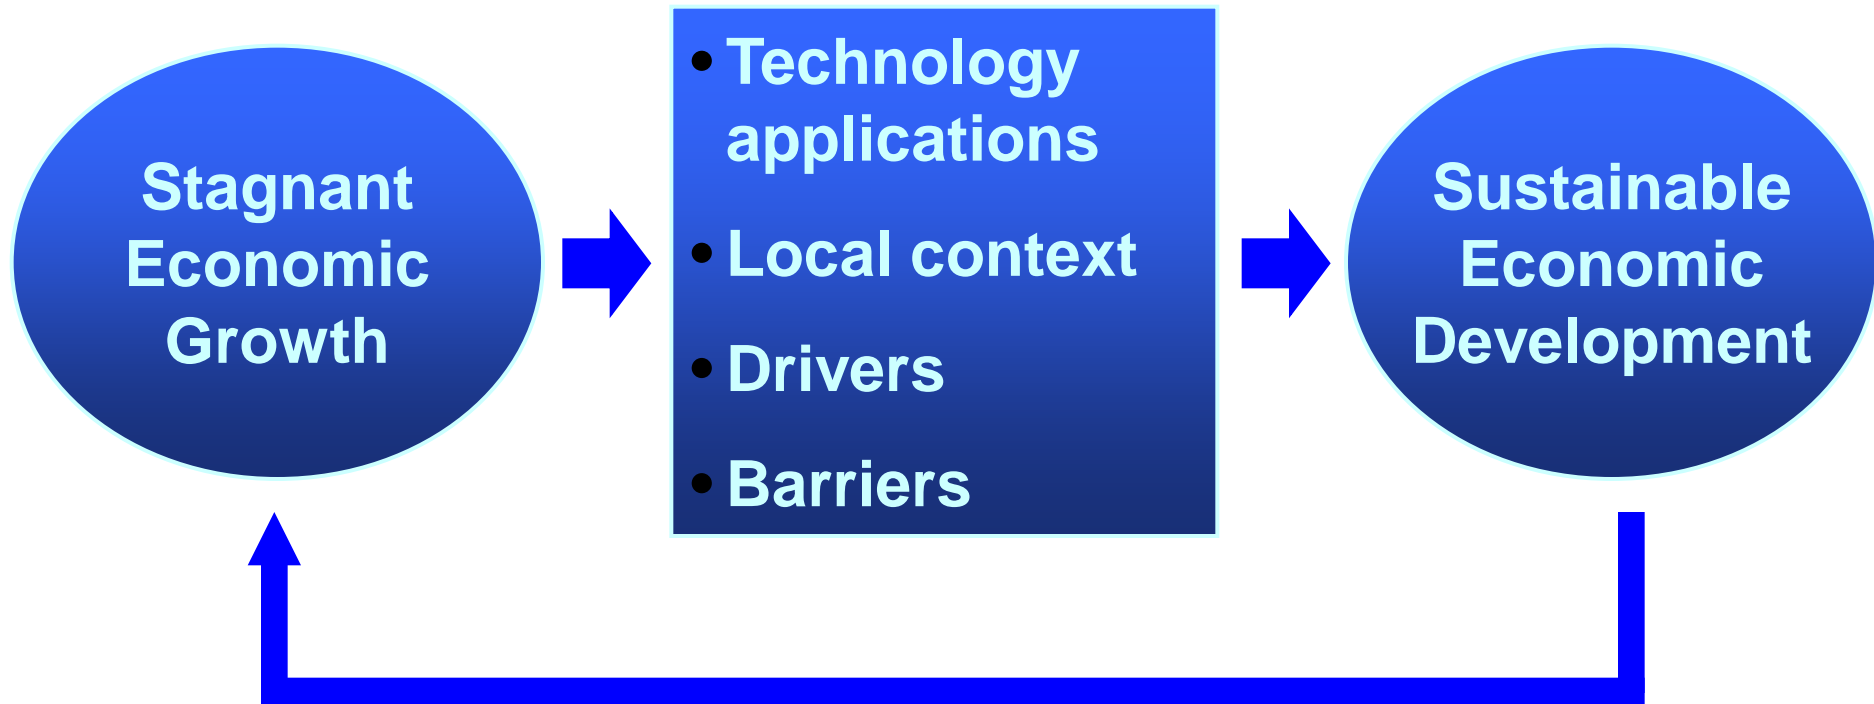 Stagnant
Economic
Growth
• Technology
applications
• Local context
• Drivers
• Barriers
Sustainable
Economic
Development